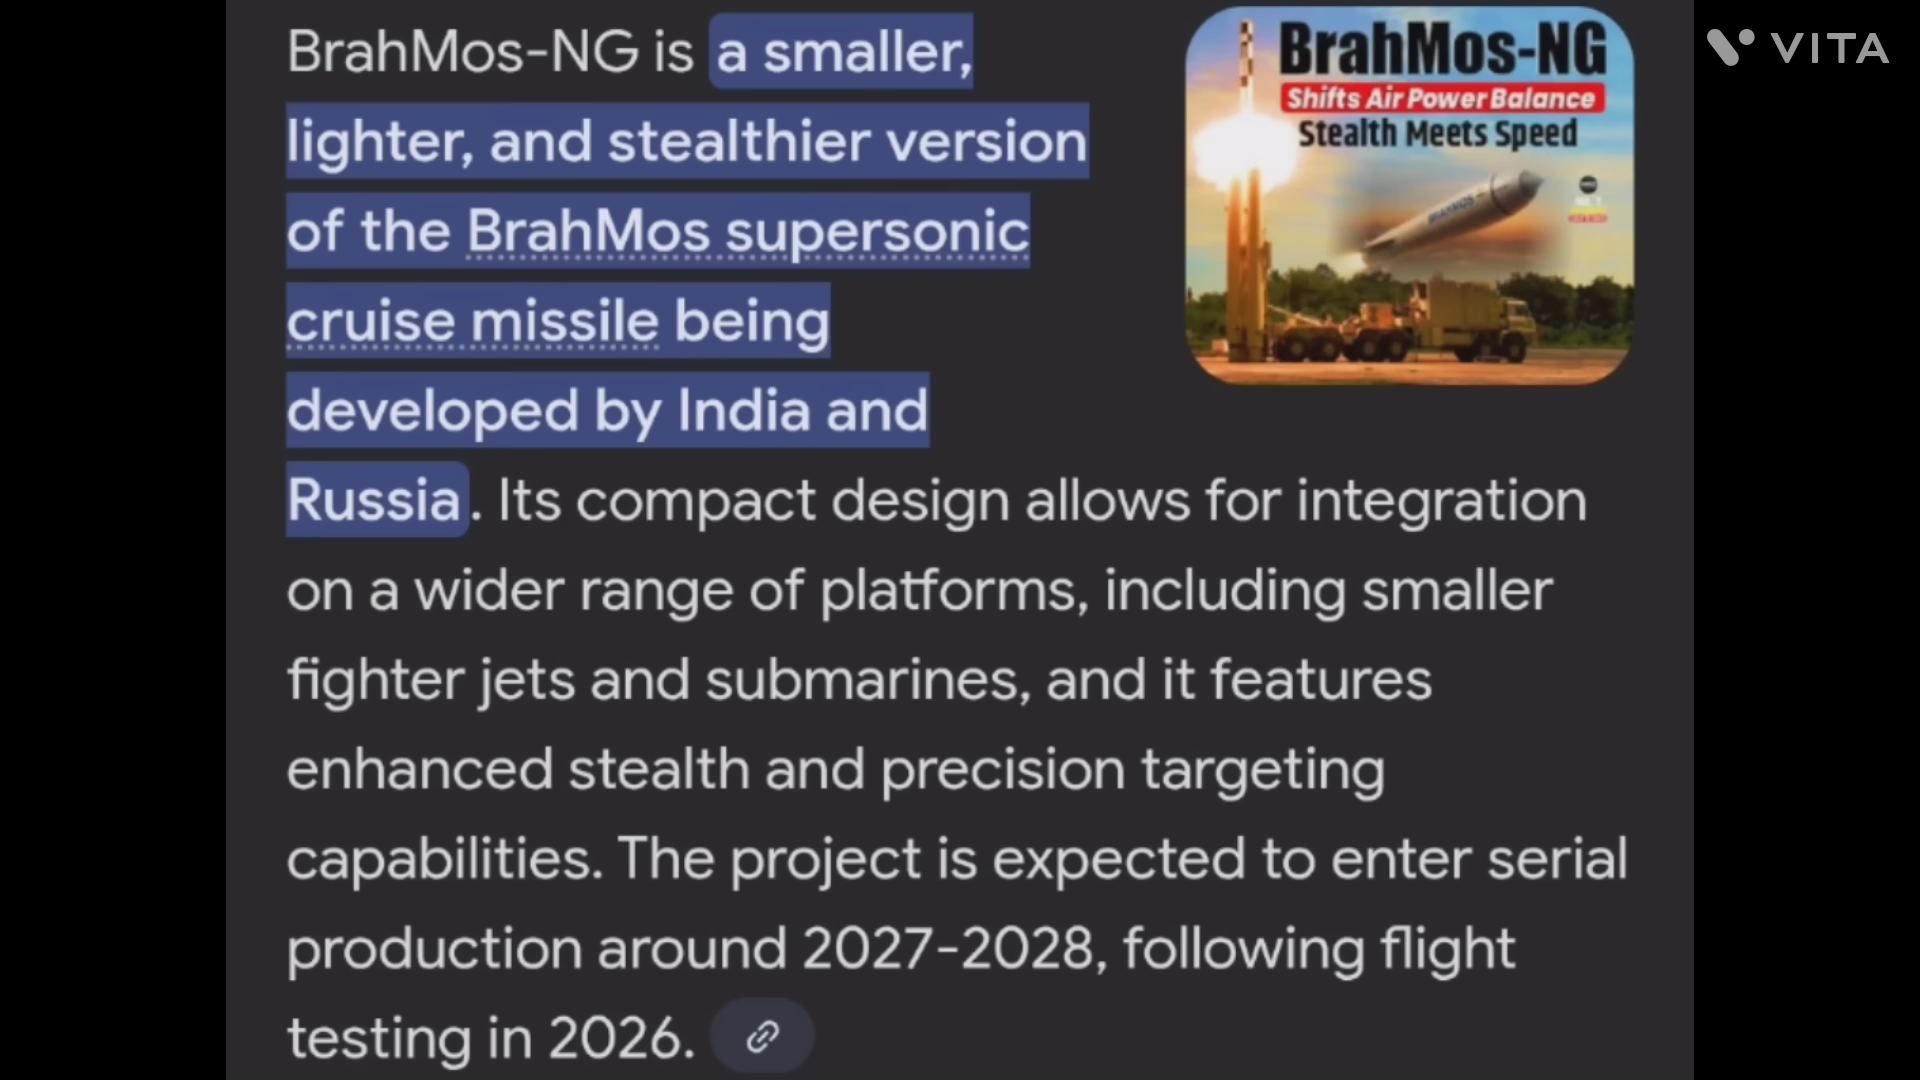 BrahMos-NG is a smaller,
lighter, and stealthier version
of the BrahMos supersonic
cruise missile being
developed by India and
Russia. Its compact design allows for integration
on a wider range of platforms, including smaller
fighter jets and submarines, and it features
enhanced stealth and precision targeting
capabilities. The project is expected to enter serial
production around 2027-2028, following flight
testing in 2026.
BrahMos-NG
Shifts Air Power Balance
Stealth Meets Speed
BRAHMOS
VITA